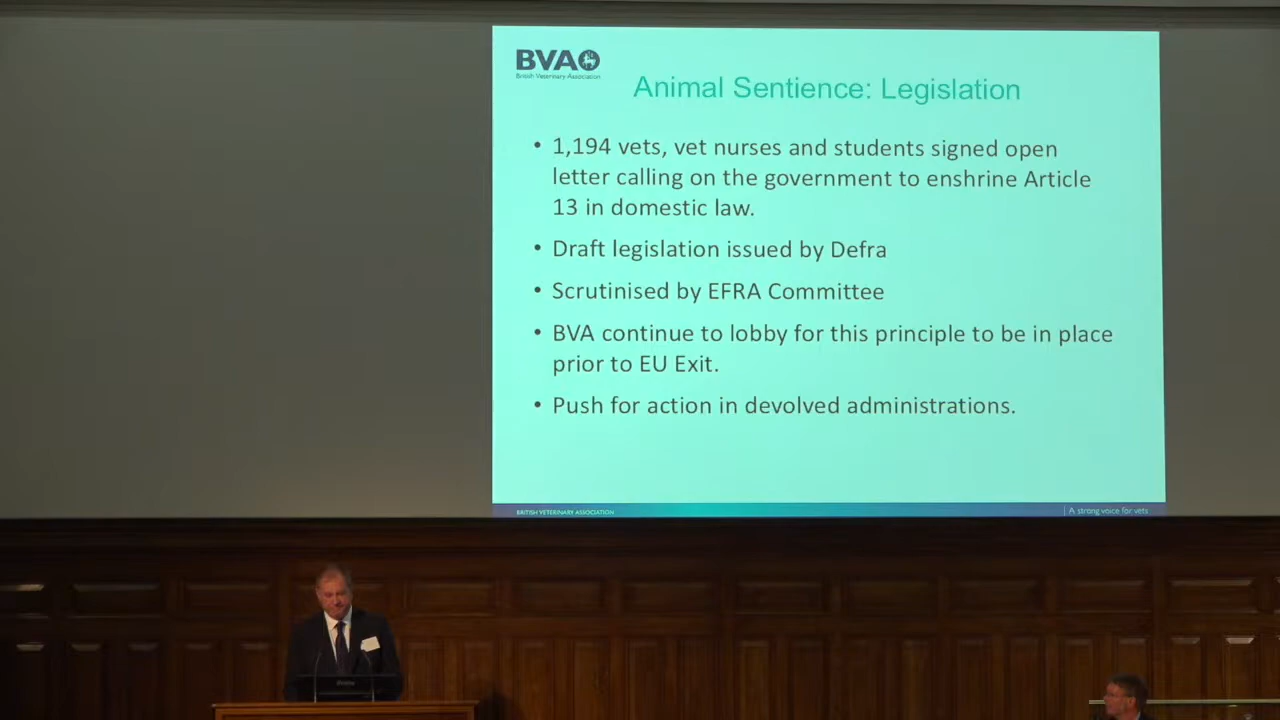 BVA
British Veterinary Association
Animal Sentience: Legislation
• 1,194 vets, vet nurses and students signed open
letter calling on the government to enshrine Article
13 in domestic law.
• Draft legislation issued by Defra
• Scrutinised by EFRA Committee
• BVA continue to lobby for this principle to be in place
prior to EU Exit.
• Push for action in devolved administrations.
BRITISH VETERINARY ASSOCIATION
A strong voice for vets